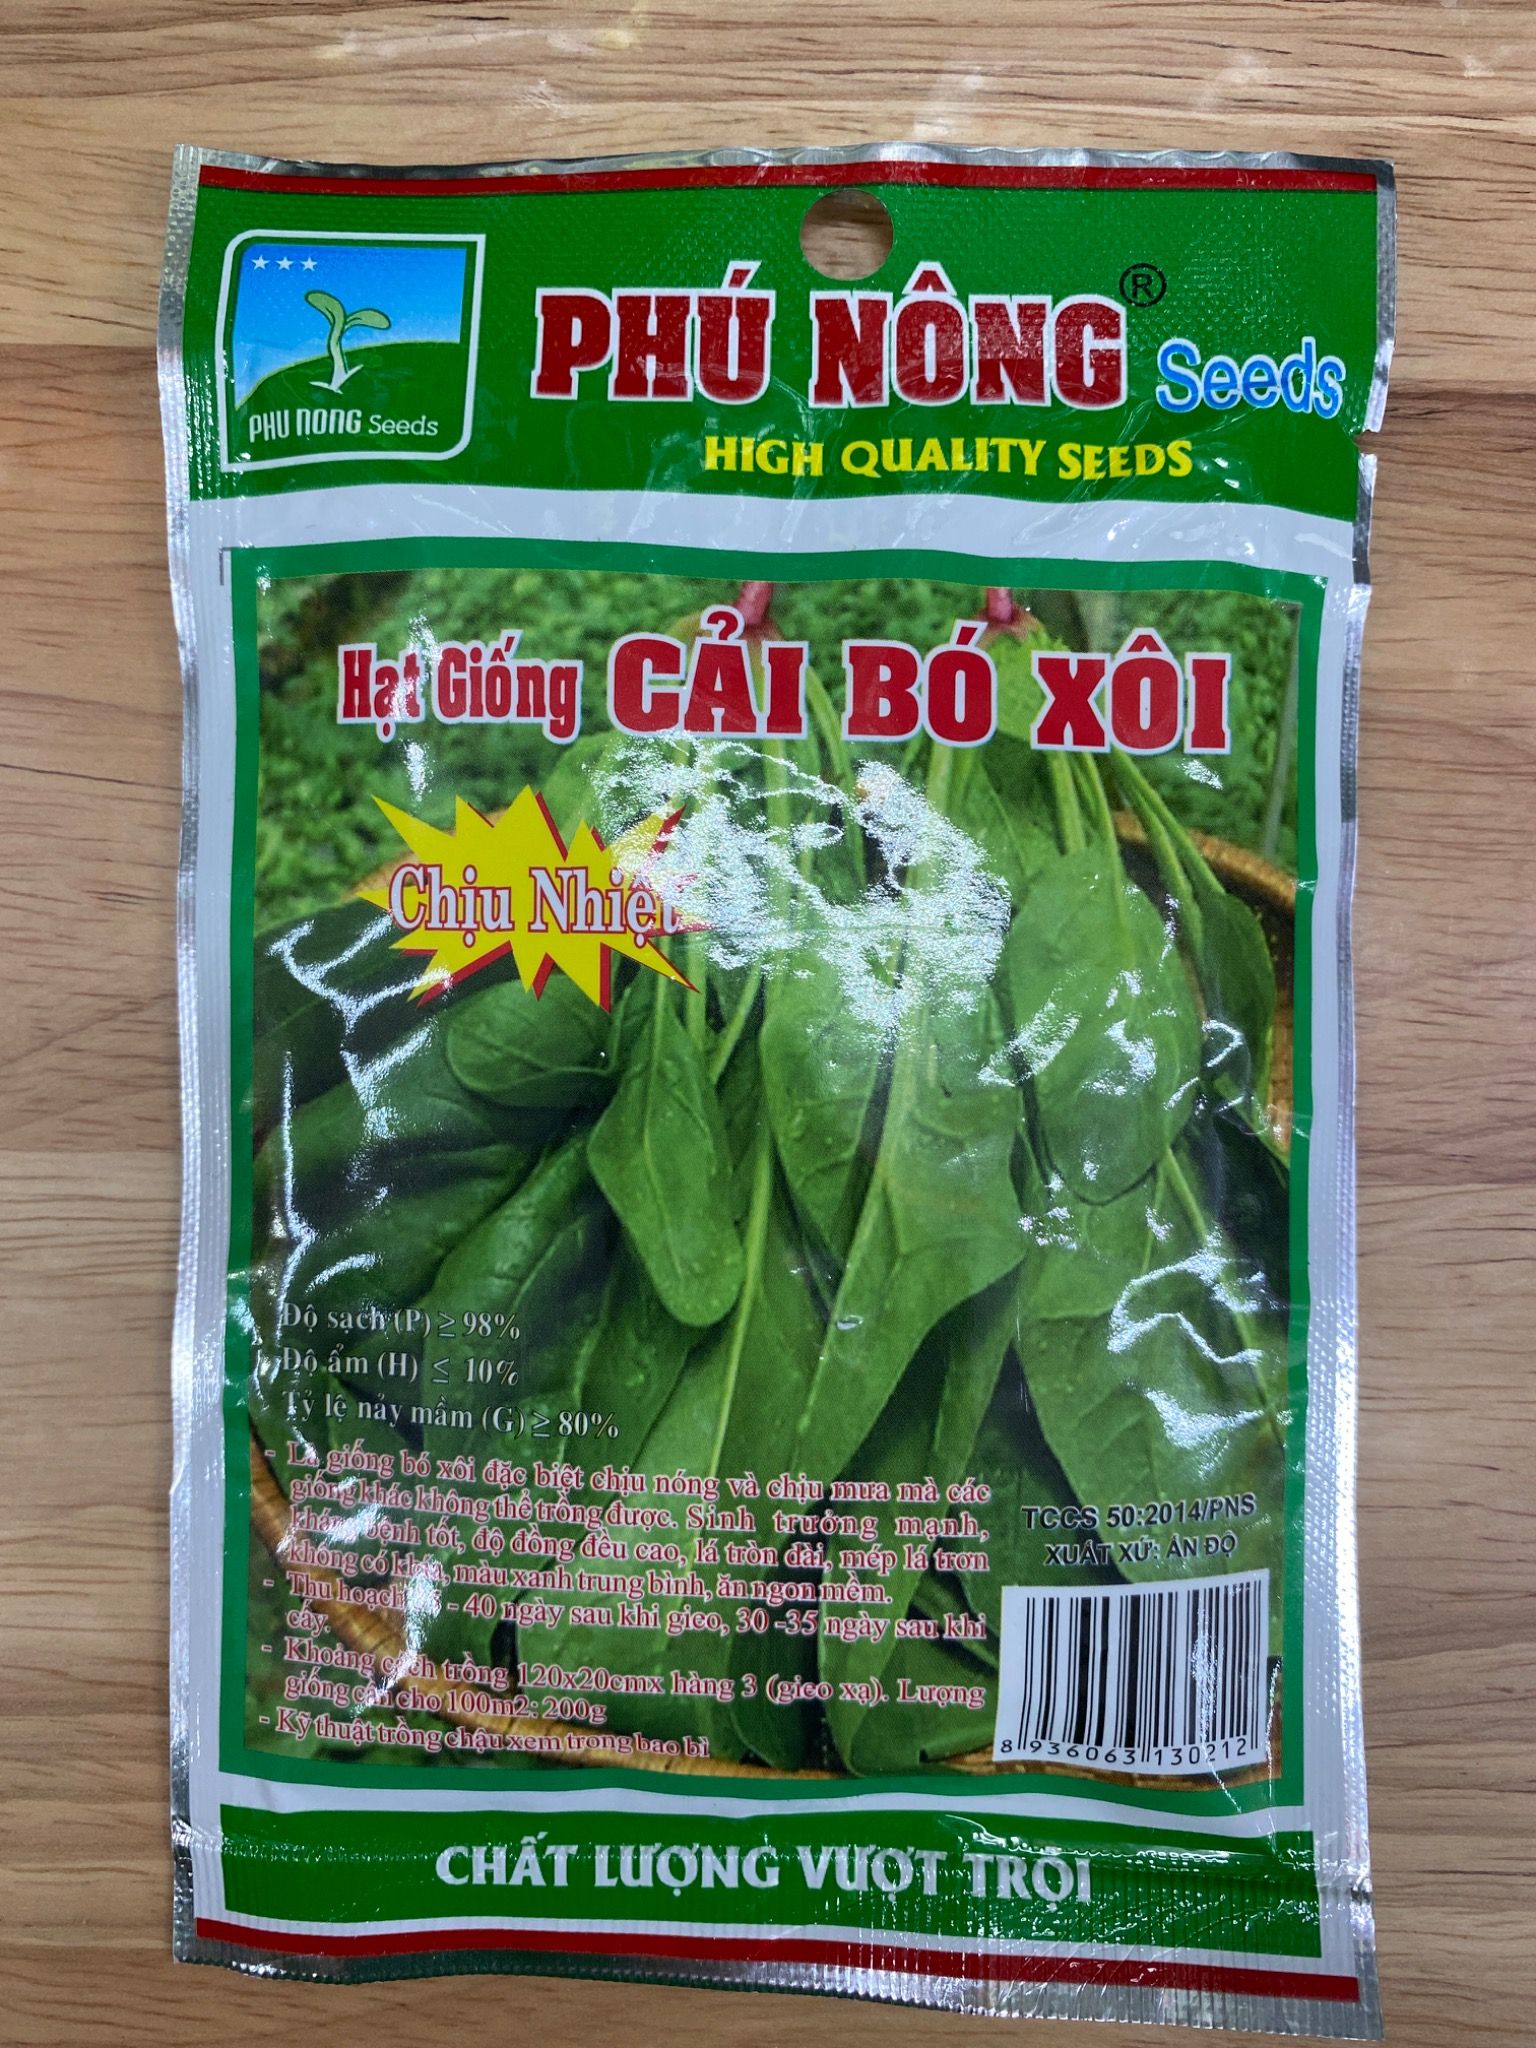 PHU NONG Seeds
PHÚ NÔNG® Seeds
HIGH QUALITY SEEDS
Hạt Giống CẢI BÓ XÔI
Chịu Nhiệt
Độ sạch (P) ≥ 98%
Độ ẩm (H) ≤ 10%
Tỷ lệ nảy mầm (G) ≥ 80%
- Là giống bó xôi đặc biệt chịu nóng và chịu mưa mà các
giống khác không thể trồng được. Sinh trưởng mạnh,
kháng bệnh tốt, độ đồng đều cao, lá tròn dài, mép lá trơn
không có khía, màu xanh trung bình, ăn ngon mềm.
- Thu hoạch - 40 ngày sau khi gieo, 30 -35 ngày sau khi
cấy.
- Khoảng cách trồng 120x20cmx hàng 3 (gieo xạ). Lượng
giống cần cho 100m2: 200g
- Kỹ thuật trồng chậu xem trong bao bì
TCCS 50:2014/PNS
XUẤT XỨ: ẤN ĐỘ
8 936063 130212
CHẤT LƯỢNG VƯỢT TRỘI